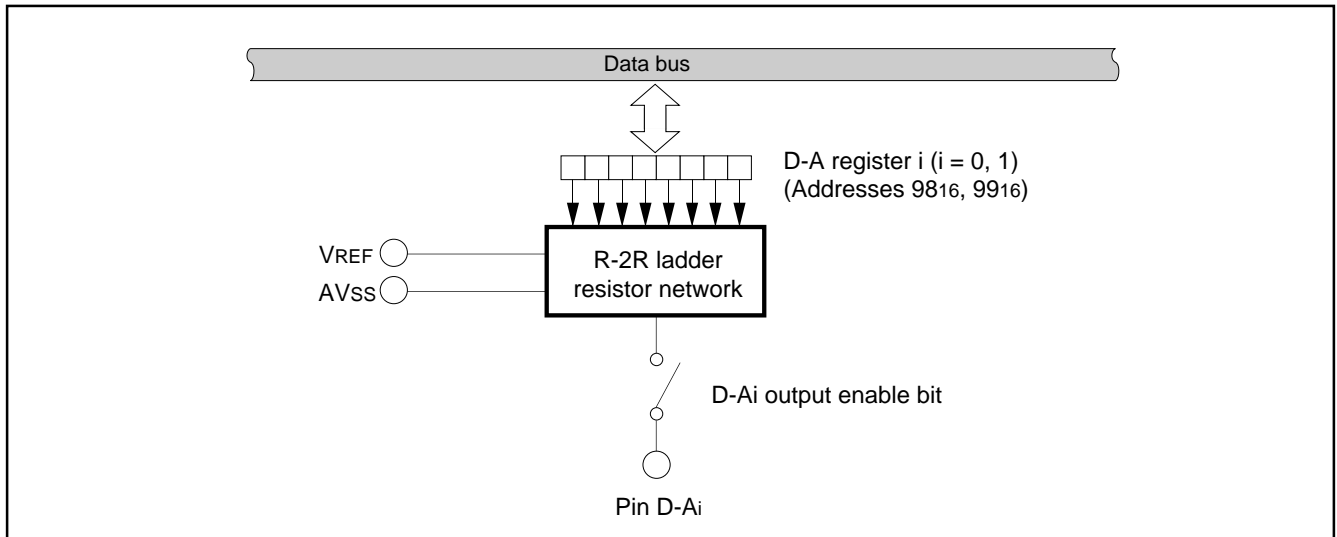 Data bus
D-A register i (i = 0, 1)
(Addresses 9816, 9916)
VREF
AVSS
R-2R ladder
resistor network
D-Ai output enable bit
Pin D-Ai